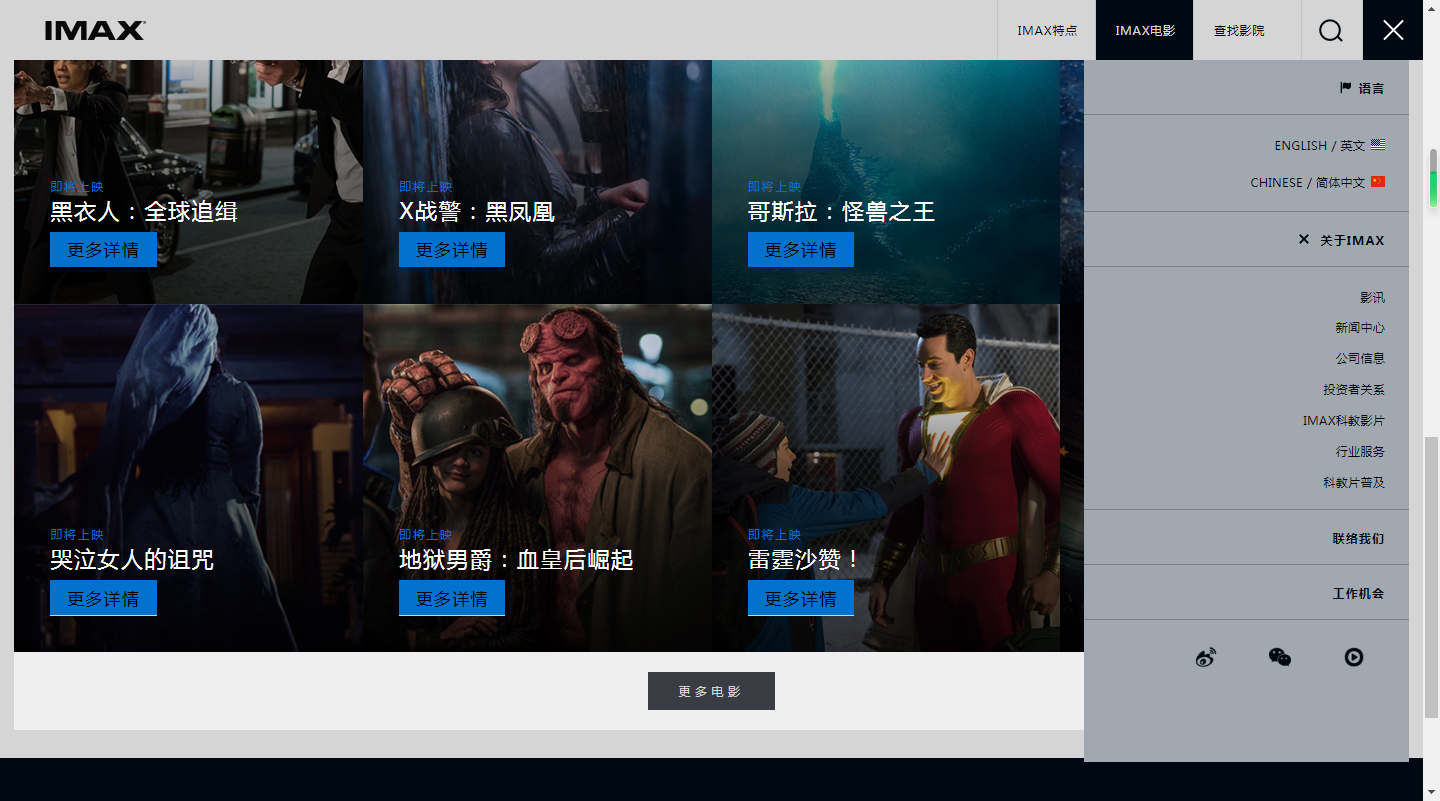 IMAX®
IMAX特点
IMAX电影
查找影院
即将上映
黑衣人：全球追缉
更多详情
即将上映
X战警：黑凤凰
更多详情
即将上映
哥斯拉：怪兽之王
更多详情
即将上映
哭泣女人的诅咒
更多详情
即将上映
地狱男爵：血皇后崛起
更多详情
即将上映
雷霆沙赞！
更多详情
更多电影
语言
ENGLISH / 英文
CHINESE / 简体中文
关于IMAX
影讯
新闻中心
公司信息
投资者关系
IMAX科教影片
行业服务
科教片普及
联络我们
工作机会